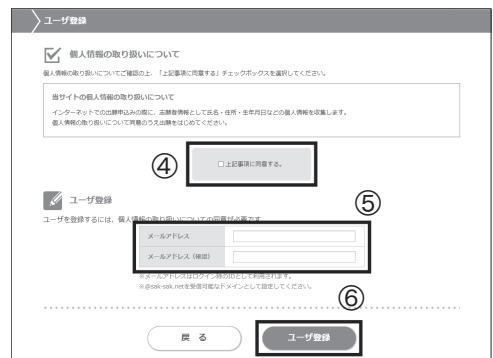 ユーザ登録
個人情報の取り扱いについて
個人情報の取り扱いについてご確認の上、「上記事項に同意する」チェックボックスを選択してください。
当サイトの個人情報の取り扱いについて
インターネットでの出願申込みの際に、志願者情報として氏名・住所・生年月日などの個人情報を収集します。
個人情報の取り扱いについて同意のうえ出願をはじめてください。
④
上記事項に同意する。
ユーザ登録
⑤
ユーザを登録するには、個人情報の取り扱いについての同意が必要です。
メールアドレス
メールアドレス（確認）
※メールアドレスはログイン時のIDとして利用されます。
※@sak-sak.netを受信可能なドメインとして設定してください。
⑥
戻る
ユーザ登録